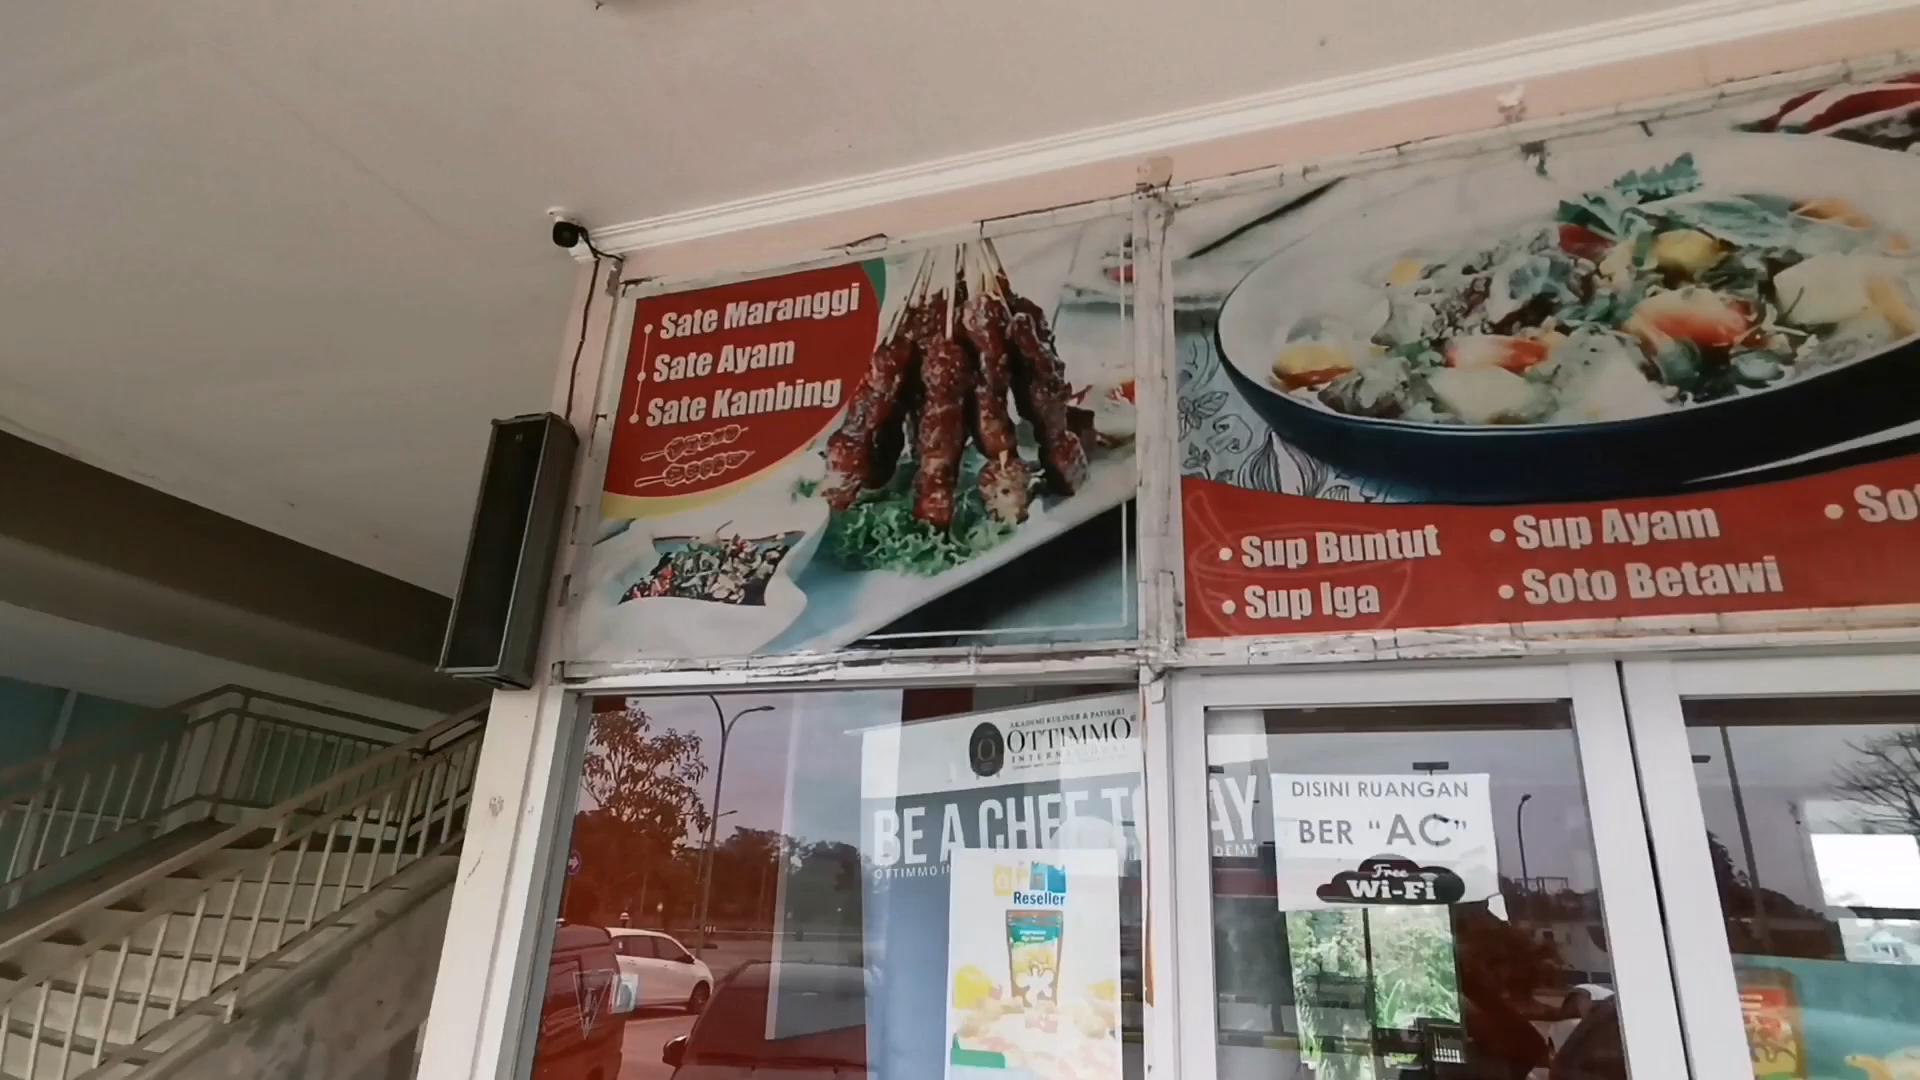 Sate Maranggi
Sate Ayam
Sate Kambing
Sup Buntut
Sup Iga
Sup Ayam
Soto Betawi
AKADEMI KULINER & PATISERI
OTTIMMO
BE A CHEF
OTTIMMO
Reseller
DISINI RUANGAN
BER "AC"
Free
Wi-Fi